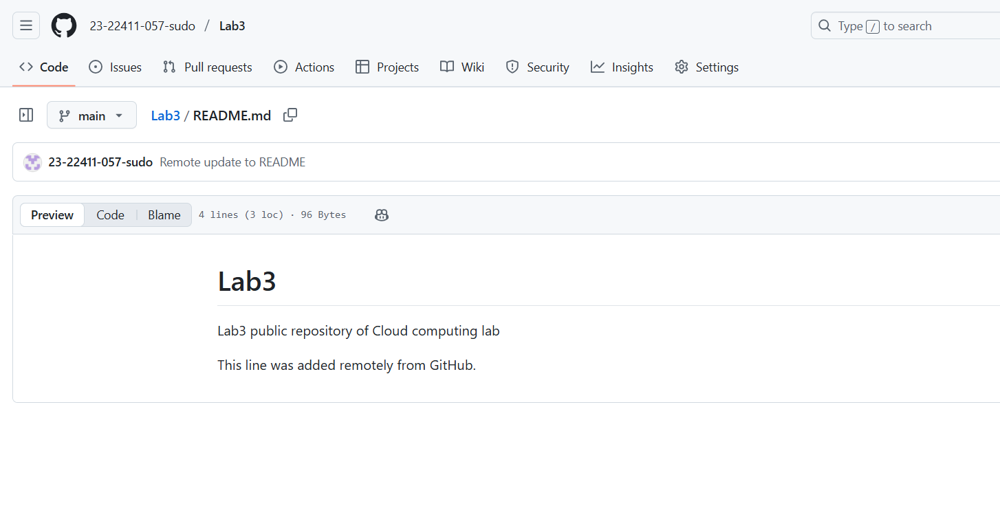 23-22411-057-sudo / Lab3
Type / to search
Code Issues Pull requests Actions Projects Wiki Security Insights Settings
main Lab3 / README.md
23-22411-057-sudo Remote update to README
Preview Code Blame 4 lines (3 loc) · 96 Bytes
Lab3
Lab3 public repository of Cloud computing lab
This line was added remotely from GitHub.